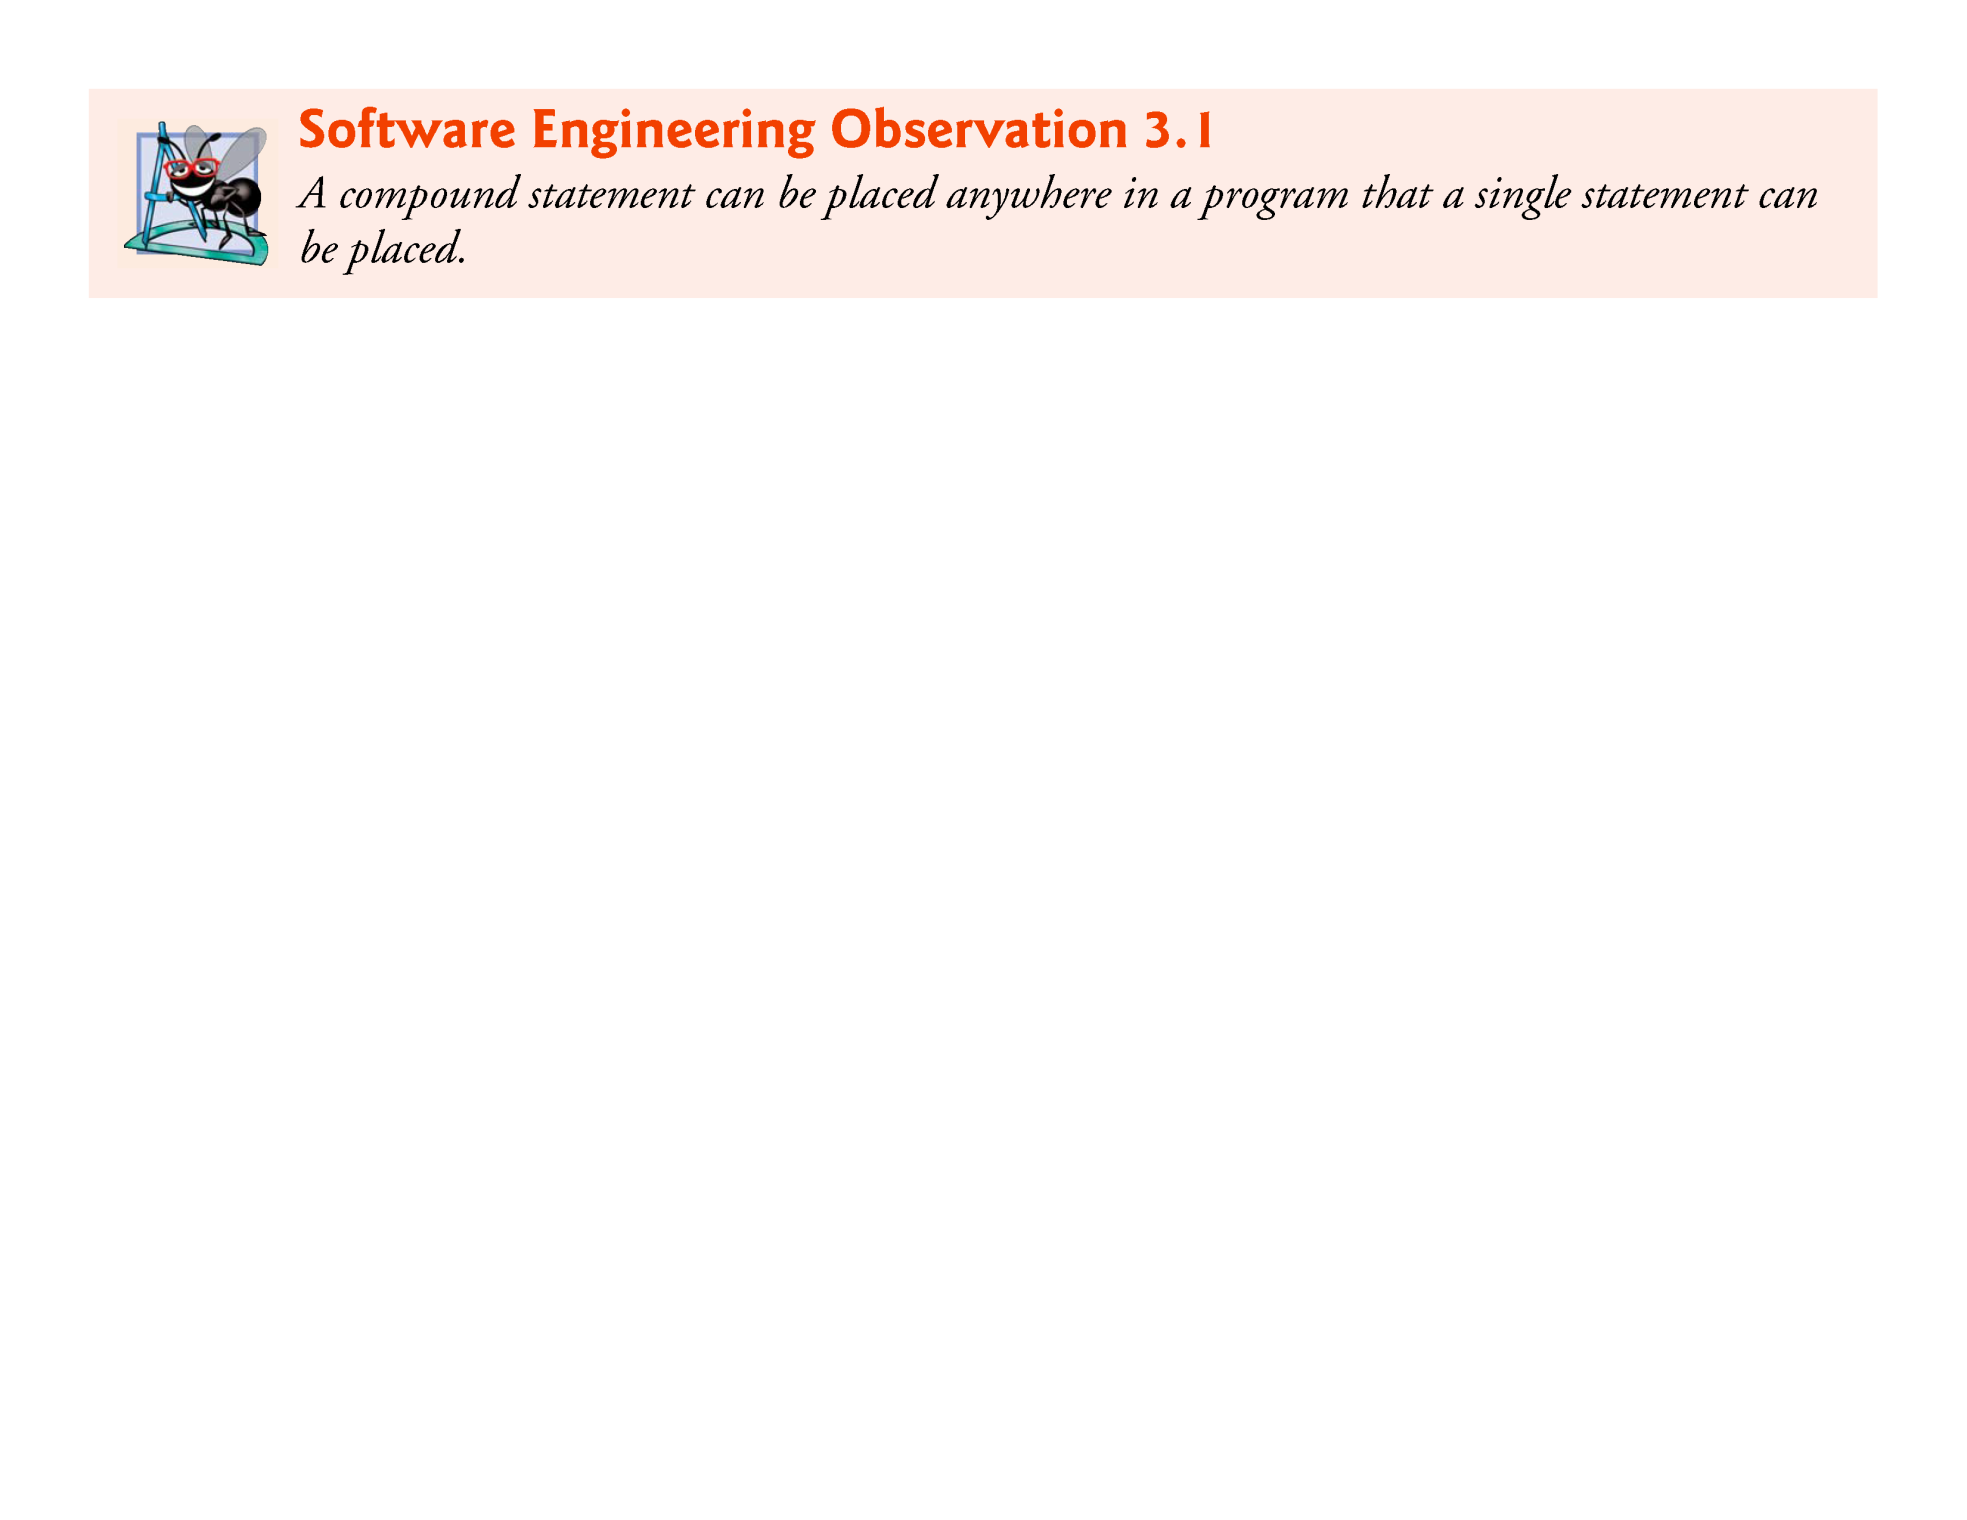 Software Engineering Observation 3.1
A compound statement can be placed anywhere in a program that a single statement can
be placed.